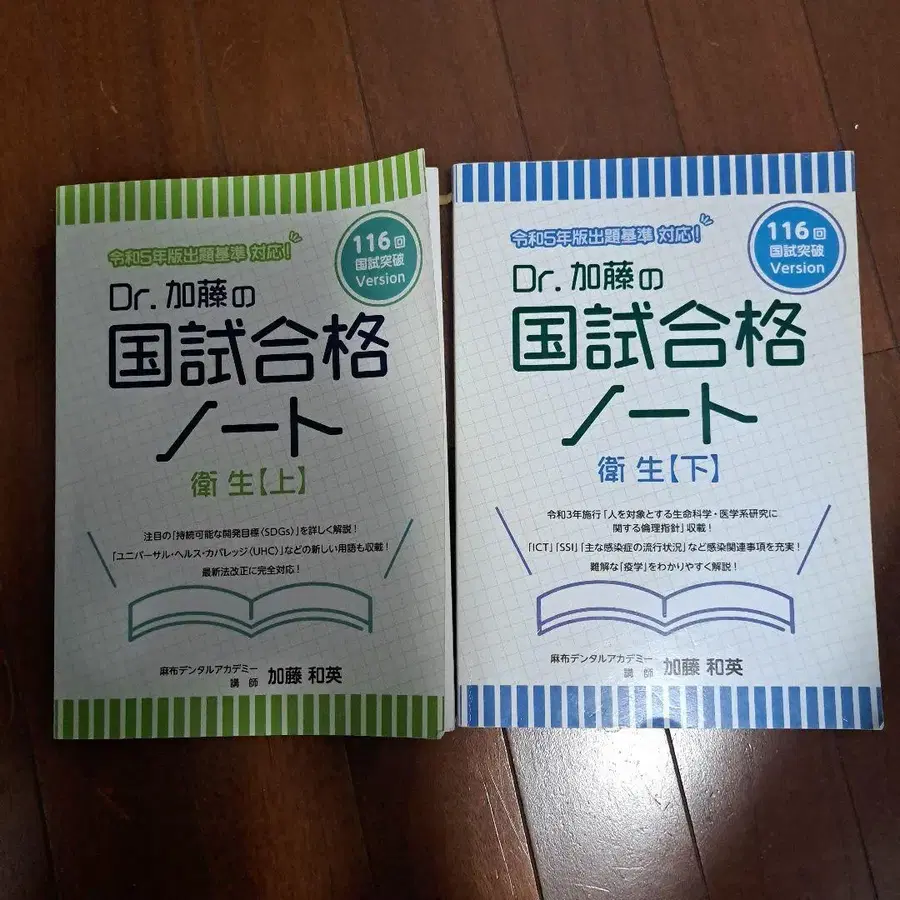 令和5年版出題基準 対応！
116回
国試突破
Version
Dr. 加藤の
国試合格
ノート
衛生【上】
注目の「持続可能な開発目標〈SDGs〉」を詳しく解説！
「ユニバーサル・ヘルス・カバレッジ〈UHC〉」などの新しい用語も収載！
最新法改正に完全対応！
麻布デンタルアカデミー
講師 加藤 和英
令和5年版出題基準 対応！
116回
国試突破
Version
Dr. 加藤の
国試合格
ノート
衛生【下】
令和3年施行「人を対象とする生命科学・医学系研究に
関する倫理指針」収載！
「ICT」「SSI」「主な感染症の流行状況」など感染関連事項を充実！
難解な「疫学」をわかりやすく解説！
麻布デンタルアカデミー
講師 加藤 和英